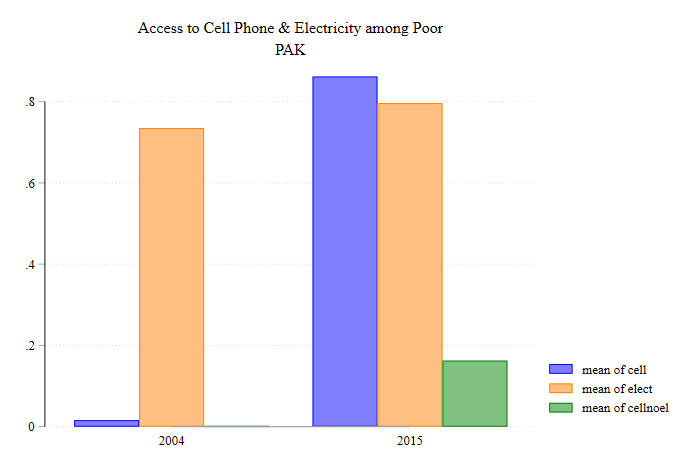 Access to Cell Phone & Electricity among Poor
PAK
.8
.6
.4
.2
0
2004
2015
mean of cell
mean of elect
mean of cellnoel